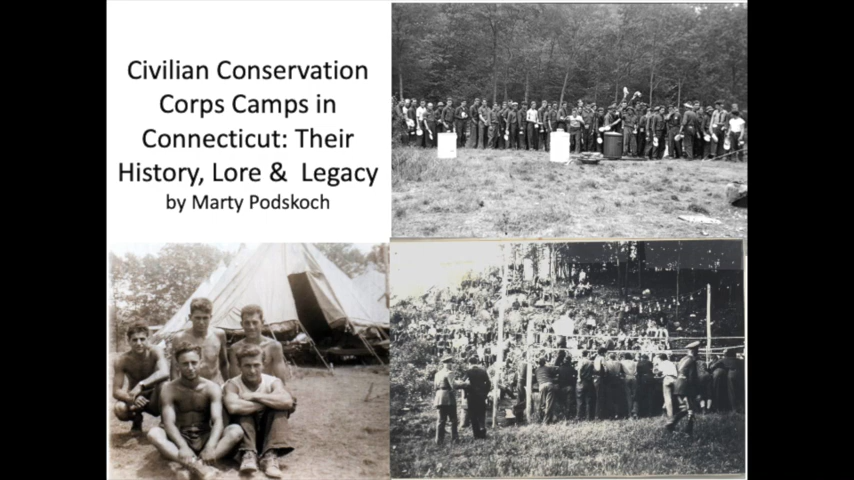 Civilian Conservation
Corps Camps in
Connecticut: Their
History, Lore & Legacy
by Marty Podskoch